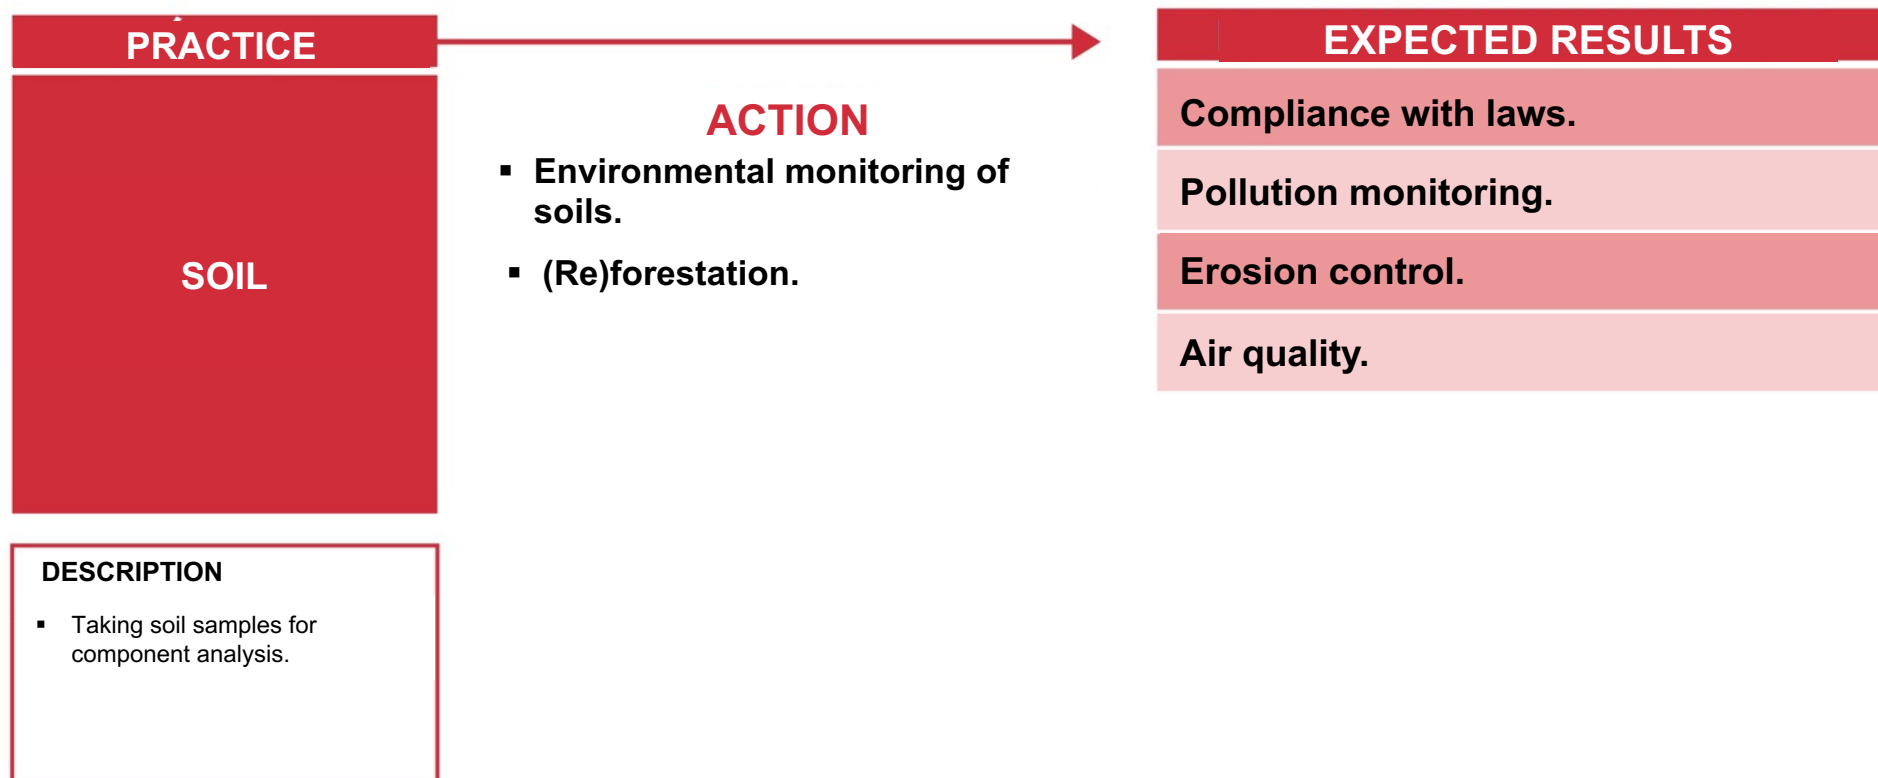 PRACTICE
SOIL
DESCRIPTION
▪ Taking soil samples for
component analysis.
ACTION
▪ Environmental monitoring of
soils.
▪ (Re)forestation.
EXPECTED RESULTS
Compliance with laws.
Pollution monitoring.
Erosion control.
Air quality.